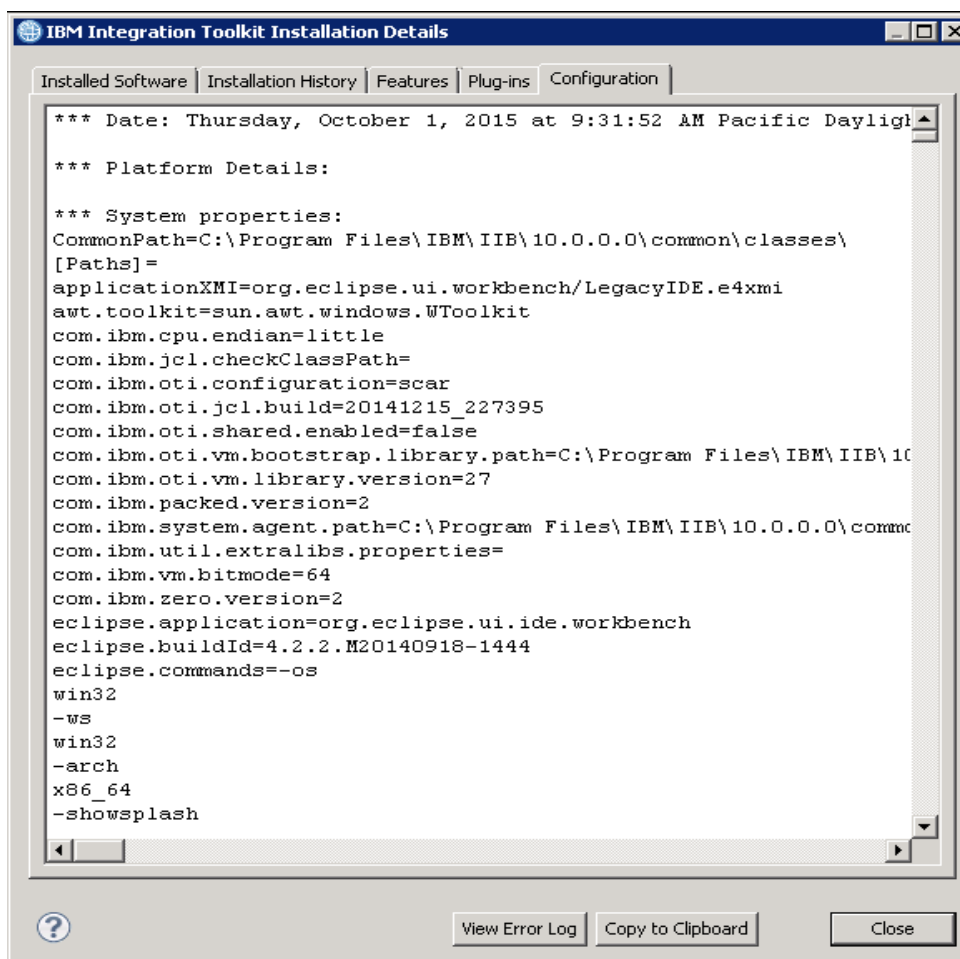 IBM Integration Toolkit Installation Details
Installed Software Installation History Features Plug-ins Configuration
*** Date: Thursday, October 1, 2015 at 9:31:52 AM Pacific Dayligh
*** Platform Details:
*** System properties:
CommonPath=C:\Program Files\IBM\IIB\10.0.0.0\common\classes\
[Paths]=
applicationXMI=org.eclipse.ui.workbench/LegacyIDE.e4xmi
awt.toolkit=sun.awt.windows.WToolkit
com.ibm.cpu.endian=little
com.ibm.jcl.checkClassPath=
com.ibm.oti.configuration=scar
com.ibm.oti.jcl.build=20141215_227395
com.ibm.oti.shared.enabled=false
com.ibm.oti.vm.bootstrap.library.path=C:\Program Files\IBM\IIB\10
com.ibm.oti.vm.library.version=27
com.ibm.packed.version=2
com.ibm.system.agent.path=C:\Program Files\IBM\IIB\10.0.0.0\commo
com.ibm.util.extralibs.properties=
com.ibm.vm.bitmode=64
com.ibm.zero.version=2
eclipse.application=org.eclipse.ui.ide.workbench
eclipse.buildId=4.2.2.M20140918-1444
eclipse.commands=-os
win32
-ws
win32
-arch
x86_64
-showsplash
View Error Log Copy to Clipboard Close